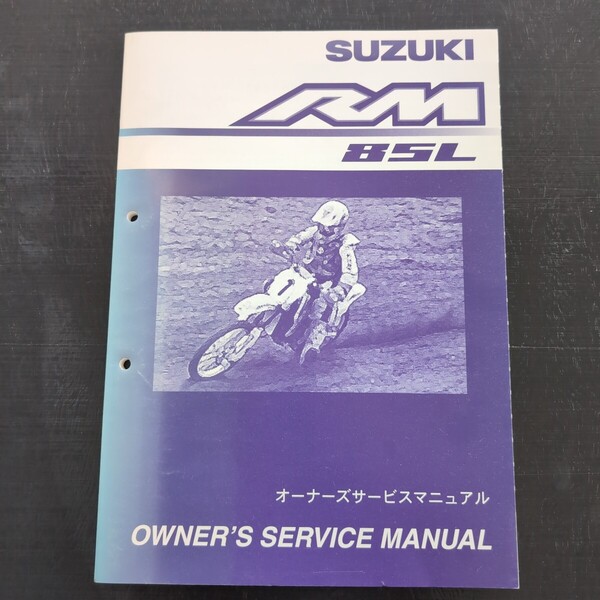 SUZUKI
RM
85L
1
オーナーズサービスマニュアル
OWNER'S SERVICE MANUAL